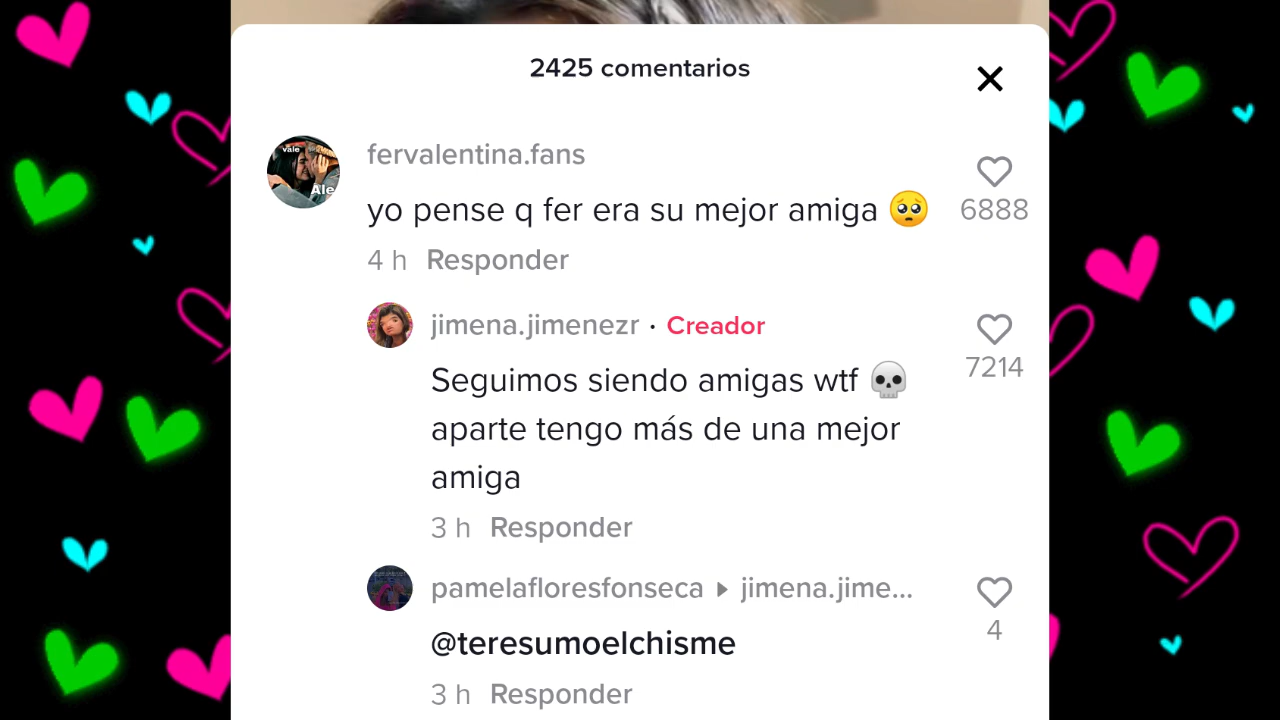 2425 comentarios
vale
Ale
fervalentina.fans
yo pense q fer era su mejor amiga 🥺
6888
4 h Responder
jimena.jimenezr · Creador
Seguimos siendo amigas wtf 💀
7214
aparte tengo más de una mejor
amiga
3 h Responder
pamelafloresfonseca ▸ jimena.jime...
@teresumoelchisme
4
3 h Responder